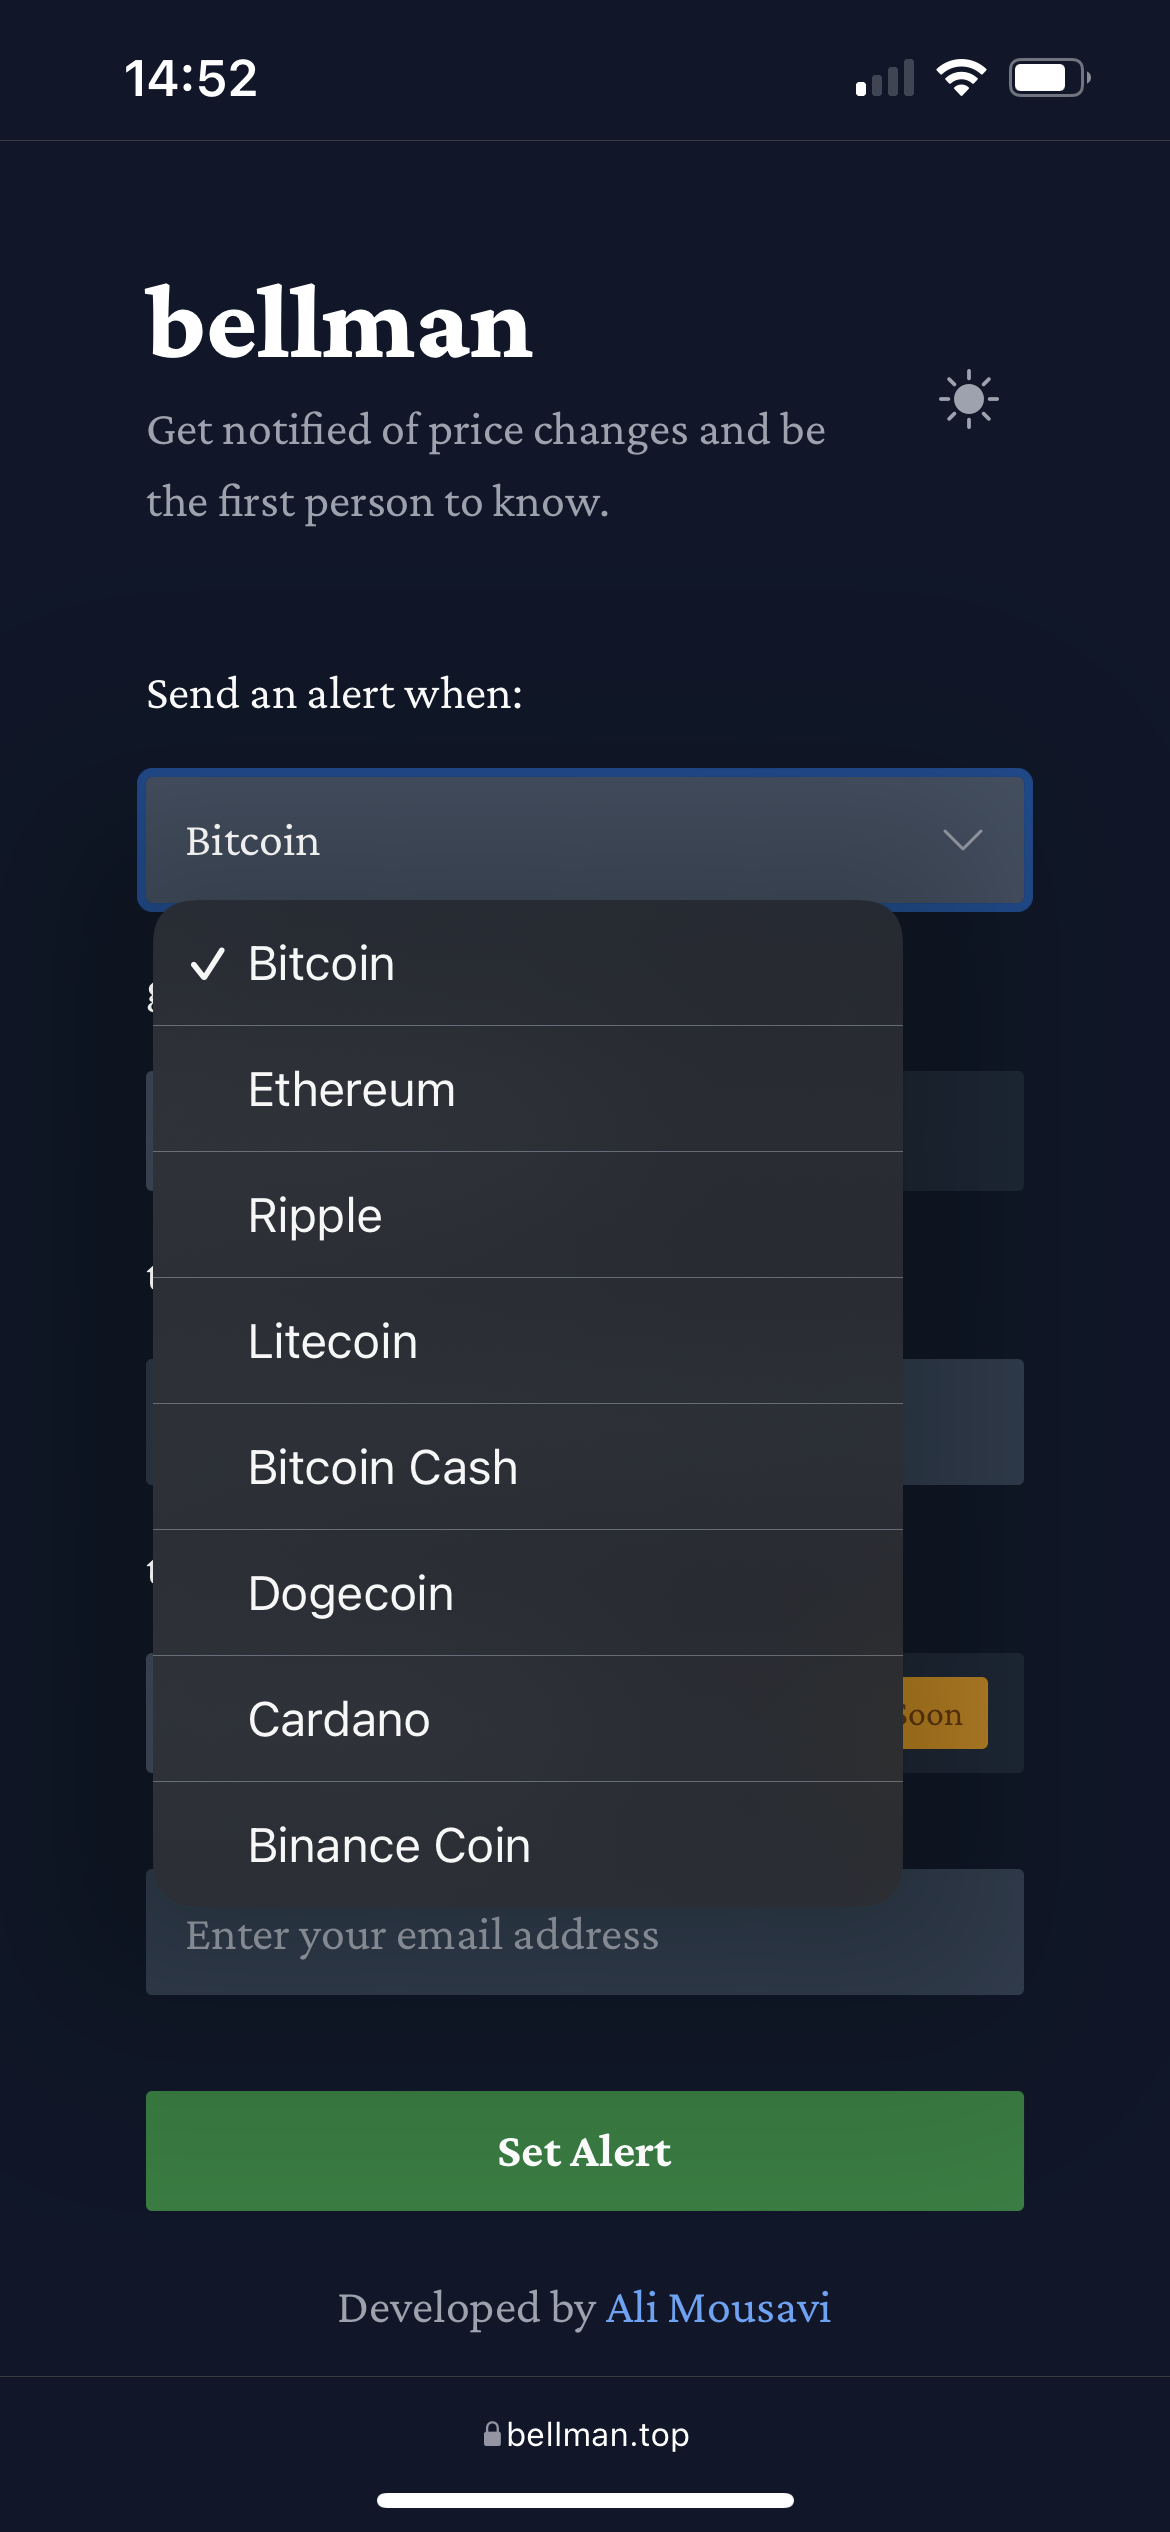 14:52
bellman
Get notified of price changes and be
the first person to know.
Send an alert when:
Bitcoin
Bitcoin
Ethereum
Ripple
Litecoin
Bitcoin Cash
Dogecoin
Cardano
Soon
Binance Coin
Enter your email address
Set Alert
Developed by Ali Mousavi
bellman.top